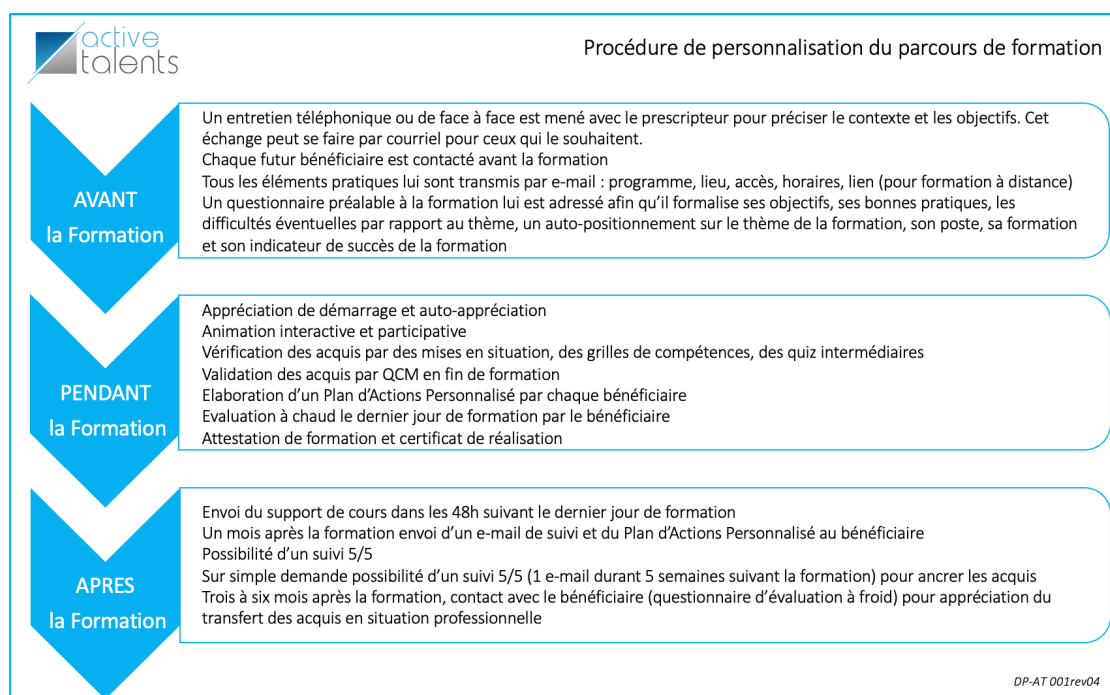 active
talents
Procédure de personnalisation du parcours de formation
AVANT
la Formation
Un entretien téléphonique ou de face à face est mené avec le prescripteur pour préciser le contexte et les objectifs. Cet
échange peut se faire par courriel pour ceux qui le souhaitent.
Chaque futur bénéficiaire est contacté avant la formation
Tous les éléments pratiques lui sont transmis par e-mail : programme, lieu, accès, horaires, lien (pour formation à distance)
Un questionnaire préalable à la formation lui est adressé afin qu'il formalise ses objectifs, ses bonnes pratiques, les
difficultés éventuelles par rapport au thème, un auto-positionnement sur le thème de la formation, son poste, sa formation
et son indicateur de succès de la formation
PENDANT
la Formation
Appréciation de démarrage et auto-appréciation
Animation interactive et participative
Vérification des acquis par des mises en situation, des grilles de compétences, des quiz intermédiaires
Validation des acquis par QCM en fin de formation
Elaboration d'un Plan d'Actions Personnalisé par chaque bénéficiaire
Evaluation à chaud le dernier jour de formation par le bénéficiaire
Attestation de formation et certificat de réalisation
APRES
la Formation
Envoi du support de cours dans les 48h suivant le dernier jour de formation
Un mois après la formation envoi d'un e-mail de suivi et du Plan d'Actions Personnalisé au bénéficiaire
Possibilité d'un suivi 5/5
Sur simple demande possibilité d'un suivi 5/5 (1 e-mail durant 5 semaines suivant la formation) pour ancrer les acquis
Trois à six mois après la formation, contact avec le bénéficiaire (questionnaire d'évaluation à froid) pour appréciation du
transfert des acquis en situation professionnelle
DP-AT 001rev04